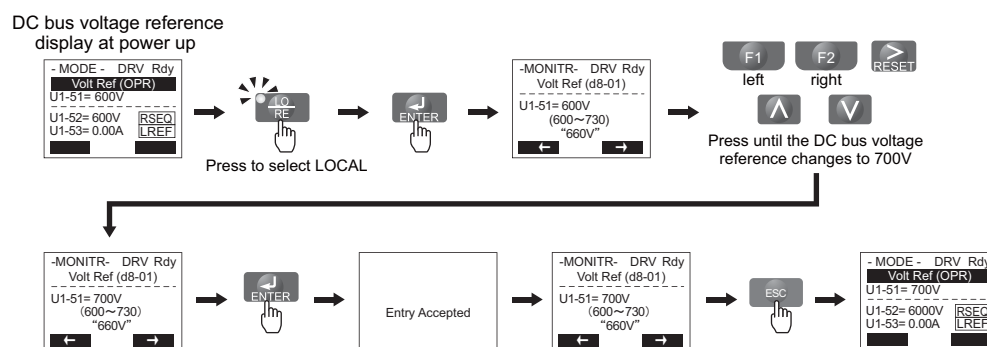 DC bus voltage reference
display at power up
- MODE -   DRV Rdy
Volt Ref (OPR)
U1-51= 600V
U1-52= 600V RSEQ
U1-53= 0.00A LREF
LO
RE
Press to select LOCAL
ENTER
-MONITR-   DRV Rdy
Volt Ref (d8-01)
U1-51= 600V
(600～730)
“660V”
←   →
F1
left
F2
right
>
RESET
∧ ∨
Press until the DC bus voltage
reference changes to 700V
-MONITR-   DRV Rdy
Volt Ref (d8-01)
U1-51= 700V
(600～730)
“660V”
←   →
ENTER
Entry Accepted
-MONITR-   DRV Rdy
Volt Ref (d8-01)
U1-51= 700V
(600～730)
“660V”
←   →
ESC
- MODE -   DRV Rdy
Volt Ref (OPR)
U1-51= 700V
U1-52= 6000V RSEQ
U1-53= 0.00A LREF